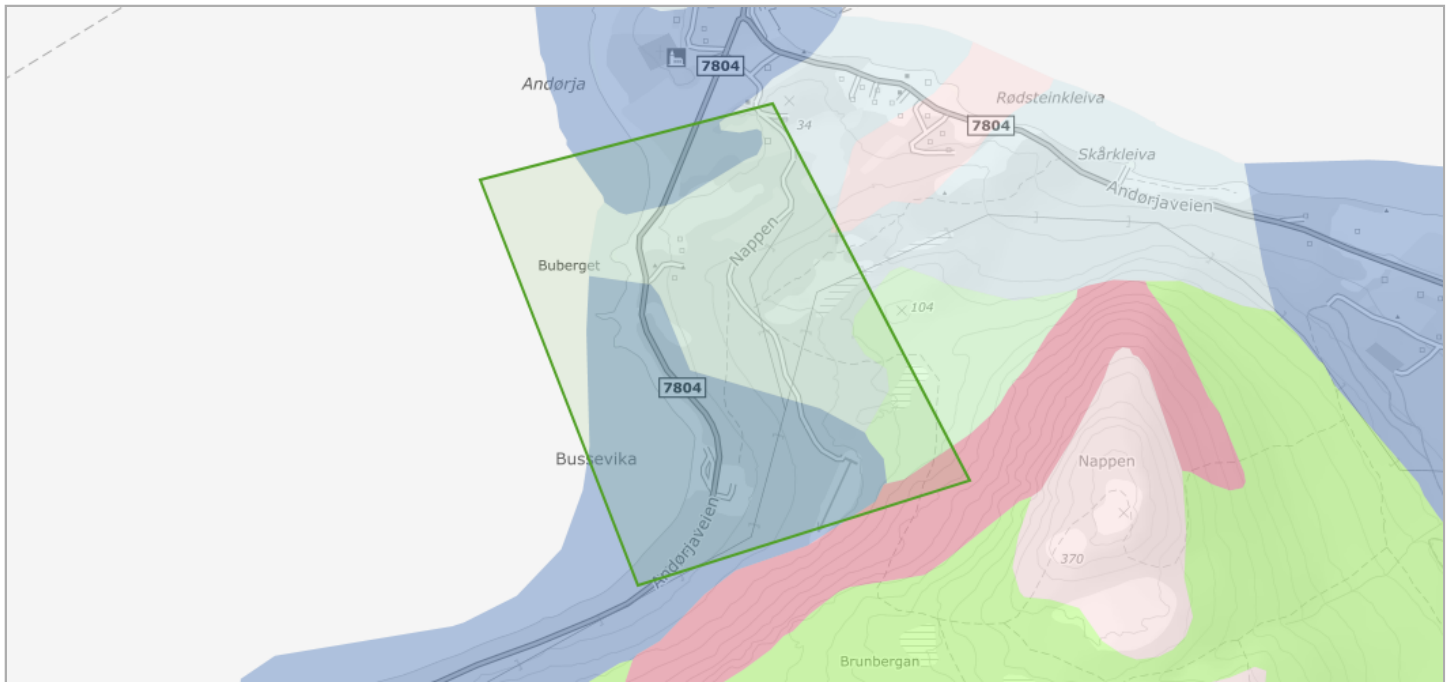 Andørja
7804
34
Rødsteinkleiva
7804
Skårkleiva
Andørjaveien
Nappen
Buberget
104
7804
Bussevika
Nappen
Andørjaveien
370
Brunbergan